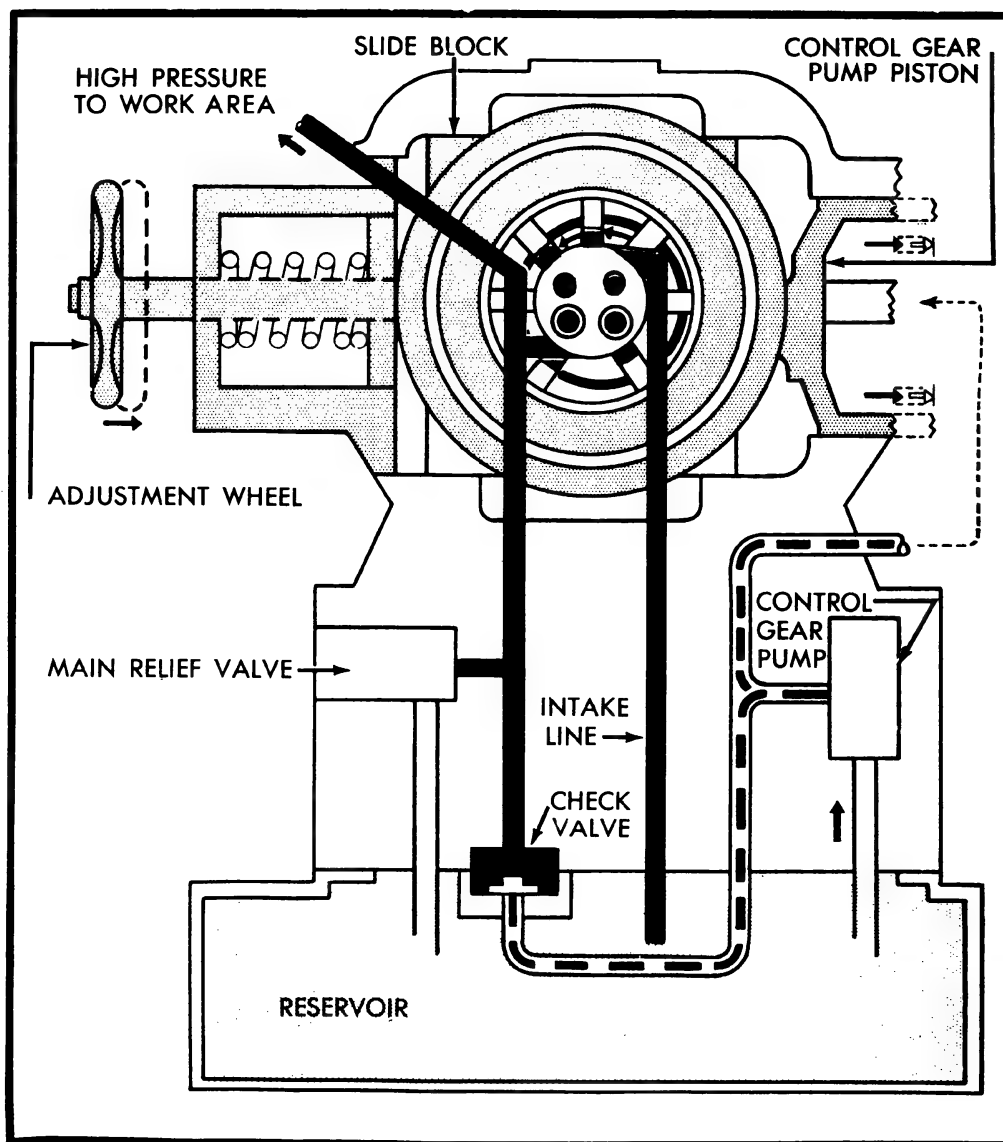 SLIDE BLOCK
CONTROL GEAR
PUMP PISTON
HIGH PRESSURE
TO WORK AREA
ADJUSTMENT WHEEL
CONTROL
GEAR
PUMP
MAIN RELIEF VALVE
INTAKE
LINE
CHECK
VALVE
RESERVOIR